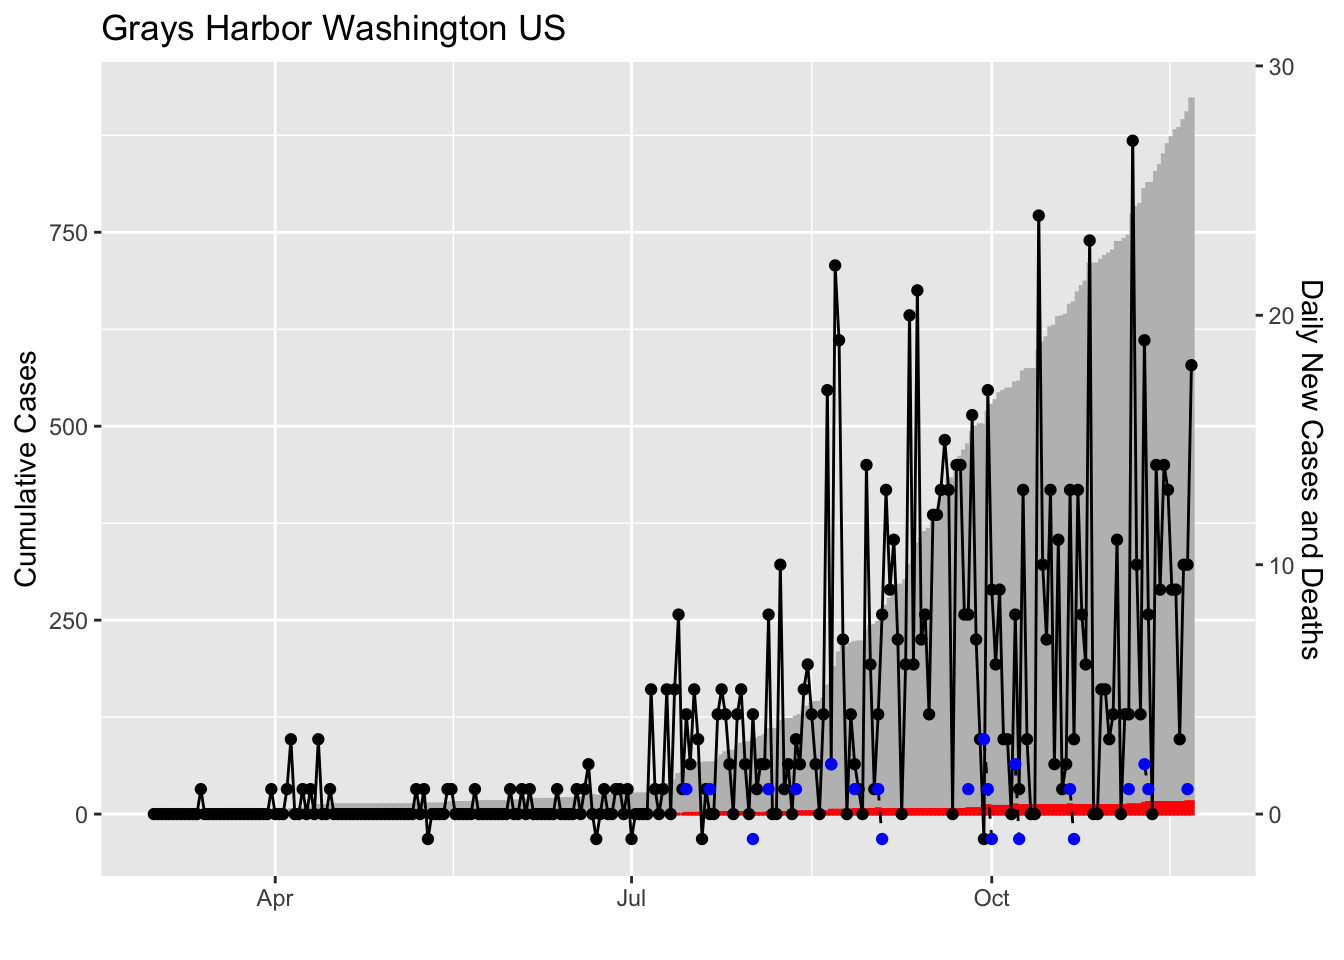 Grays Harbor Washington US
Cumulative Cases
750
500
250
0
30
20
10
0
Daily New Cases and Deaths
Apr
Jul
Oct